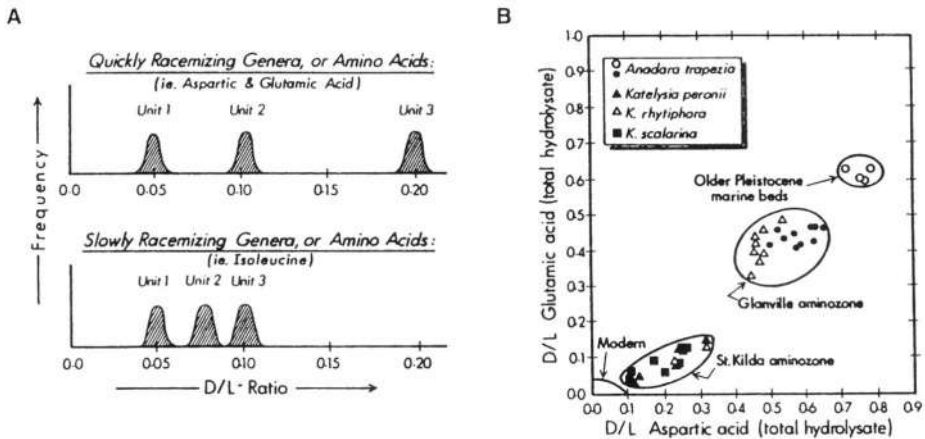 A
Quickly Racemizing Genera, or Amino Acids:
(ie. Aspartic & Glutamic Acid)
Unit 1 Unit 2 Unit 3
0.0 0.05 0.10 0.15 0.20
Frequency
Slowly Racemizing Genera, or Amino Acids:
(ie. Isoleucine)
Unit 1 Unit 2 Unit 3
0.0 0.05 0.10 0.15 0.20
D/L- Ratio
B
1.0
0.9
0.8
0.7
0.6
0.5
0.4
0.3
0.2
0.1
0.0
D/L Glutamic acid (total hydrolysate)
Anadara trapezia
Katelysia peronii
K. rhytiphora
K. scalarina
Older Pleistocene
marine beds
Glanville aminozone
Modern
St. Kilda aminozone
0.0 0.1 0.2 0.3 0.4 0.5 0.6 0.7 0.8 0.9
D/L Aspartic acid (total hydrolysate)